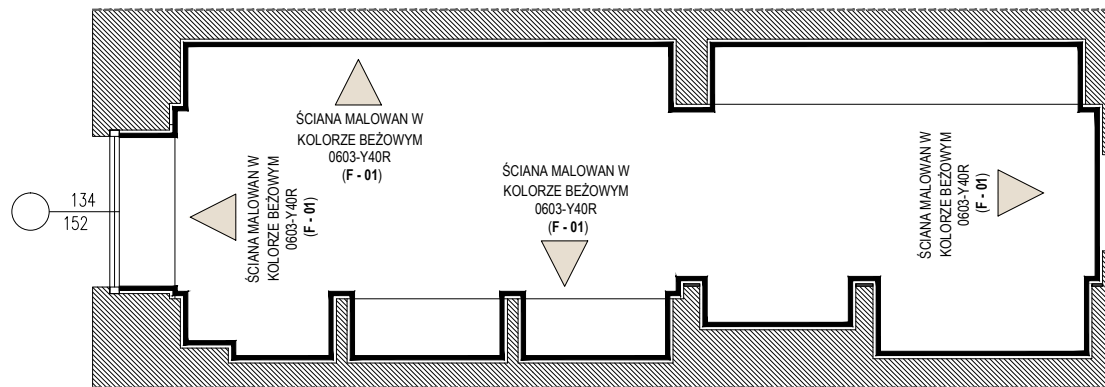 ŚCIANA MALOWAN W
KOLORZE BEŻOWYM
0603-Y40R
(F - 01)
134
152
ŚCIANA MALOWAN W
KOLORZE BEŻOWYM
0603-Y40R
(F - 01)
ŚCIANA MALOWAN W
KOLORZE BEŻOWYM
0603-Y40R
(F - 01)
ŚCIANA MALOWAN W
KOLORZE BEŻOWYM
0603-Y40R
(F - 01)